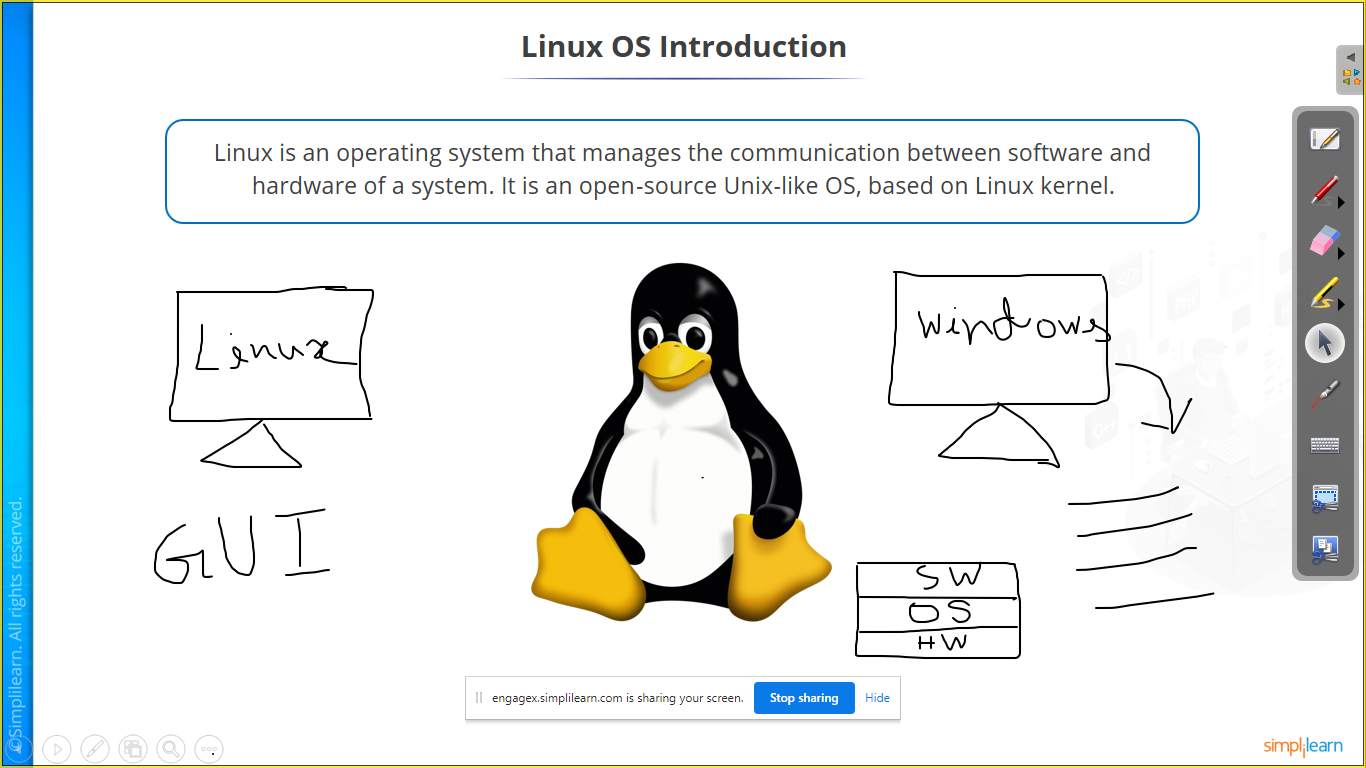 Linux OS Introduction
Linux is an operating system that manages the communication between software and
hardware of a system. It is an open-source Unix-like OS, based on Linux kernel.
Linux
Windows
GUI
SW
OS
HW
engagex.simplilearn.com is sharing your screen. Stop sharing Hide
©Simplilearn. All rights reserved.
simplilearn